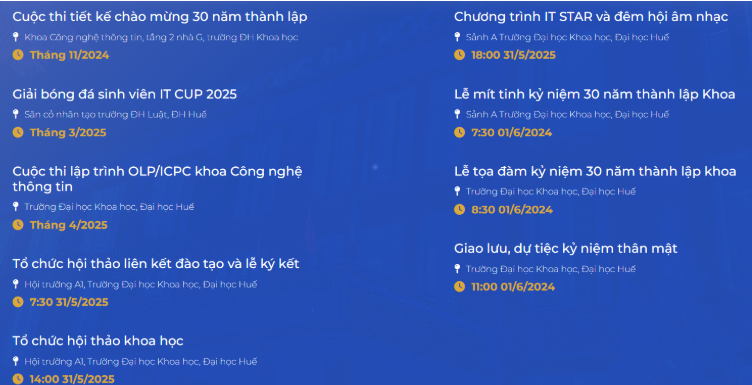 Cuộc thi tiết kế chào mừng 30 năm thành lập
Khoa Công nghệ thông tin, tầng 2 nhà G, trường ĐH Khoa học
Tháng 11/2024
Giải bóng đá sinh viên IT CUP 2025
Sân cỏ nhân tạo trường ĐH Luật, ĐH Huế
Tháng 3/2025
Cuộc thi lập trình OLP/ICPC khoa Công nghệ
thông tin
Trường Đại học Khoa học, Đại học Huế
Tháng 4/2025
Tổ chức hội thảo liên kết đào tạo và lễ ký kết
Hội trường A1, Trường Đại học Khoa học, Đại học Huế
7:30 31/5/2025
Tổ chức hội thảo khoa học
Hội trường A1, Trường Đại học Khoa học, Đại học Huế
14:00 31/5/2025
Chương trình IT STAR và đêm hội âm nhạc
Sảnh A Trường Đại học Khoa học, Đại học Huế
18:00 31/5/2025
Lễ mít tinh kỷ niệm 30 năm thành lập Khoa
Sảnh A Trường Đại học Khoa học, Đại học Huế
7:30 01/6/2024
Lễ tọa đàm kỷ niệm 30 năm thành lập khoa
Trường Đại học Khoa học, Đại học Huế
8:30 01/6/2024
Giao lưu, dự tiệc kỷ niệm thân mật
Trường Đại học Khoa học, Đại học Huế
11:00 01/6/2024